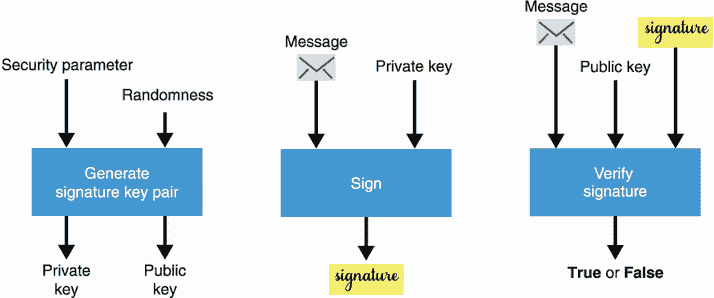 Security parameter
Randomness
Generate
signature key pair
Private
key
Public
key
Message
Private key
Sign
signature
Message
signature
Public key
Verify
signature
True or False